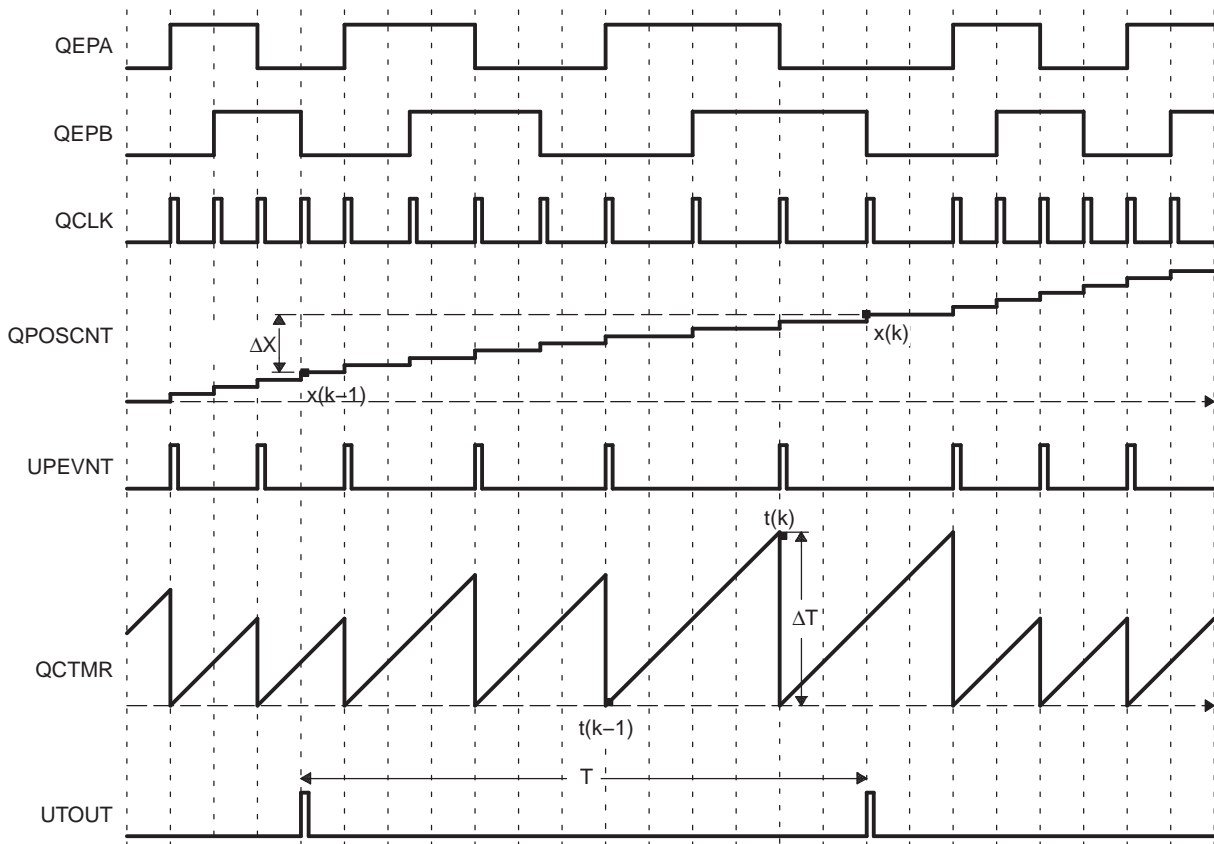 QEPA
QEPB
QCLK
QPOSCNT
ΔX
x(k)
x(k−1)
UPEVNT
t(k)
ΔT
QCTMR
t(k−1)
T
UTOUT